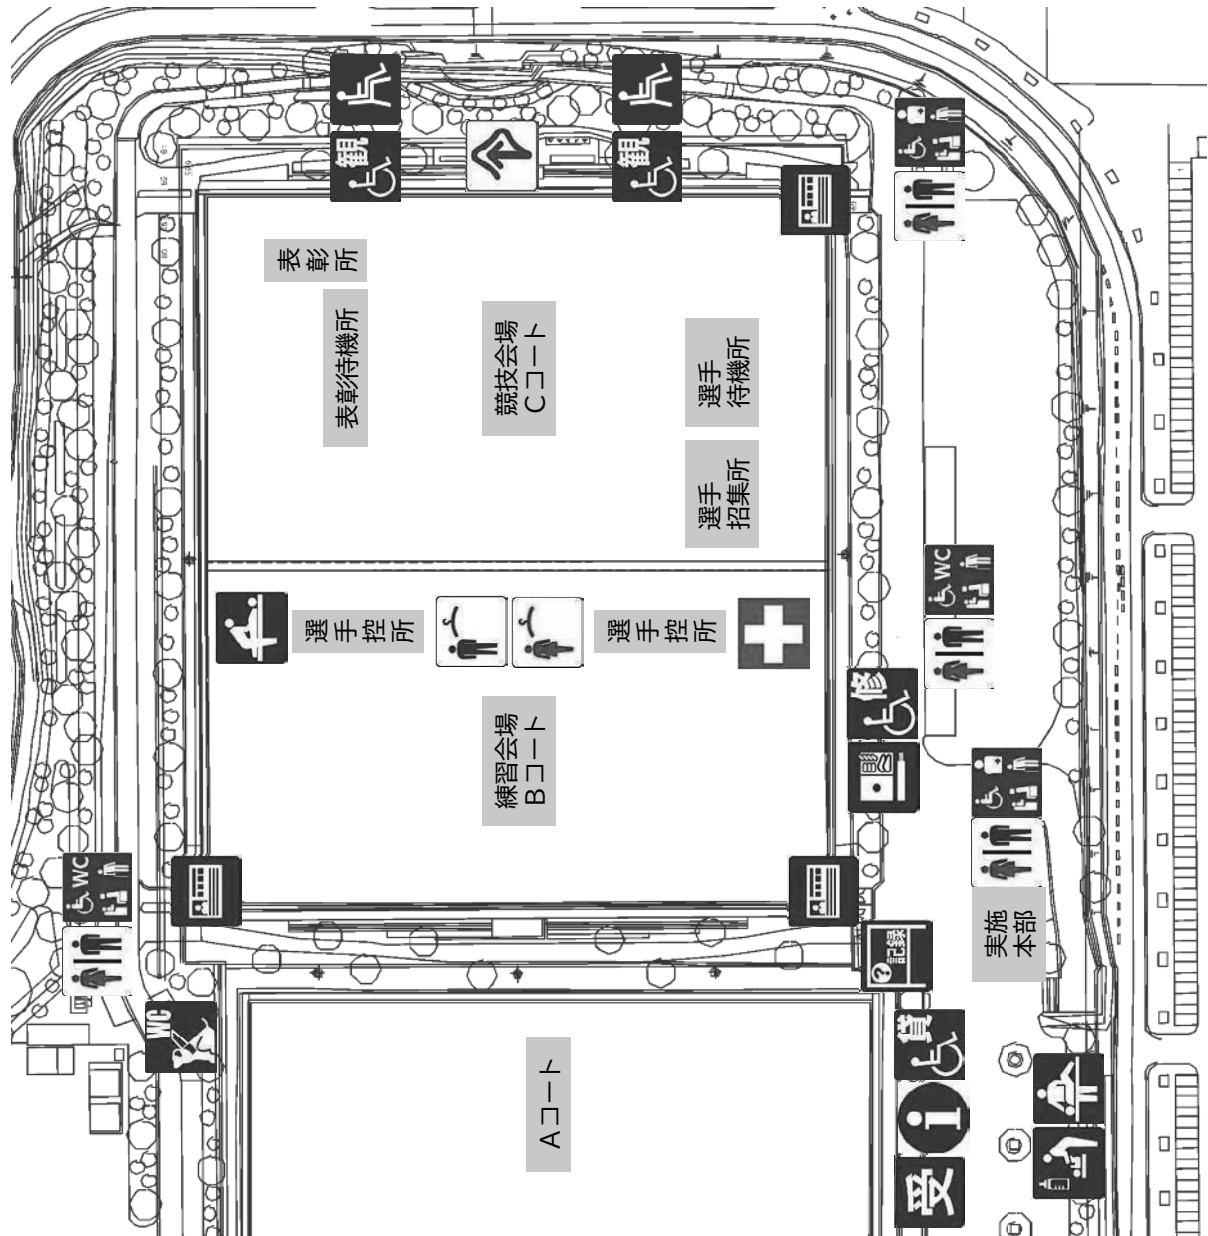 観
観
表彰所
表彰待機所
競技会場
Cコート
選手
待機所
選手
招集所
選手控所
選手控所
WC
修
練習会場
Bコート
WC
記録
?
実施
本部
WC
貸
Aコート
i
受